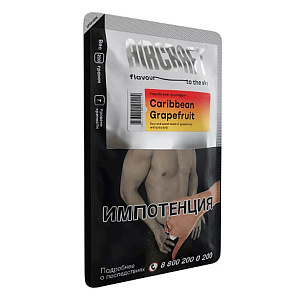 AIRCRAFT
flavour to the sky
Caribbean
Grapefruit
ИМПОТЕНЦИЯ
Подробнее
о последствиях
8 800 200 0 200